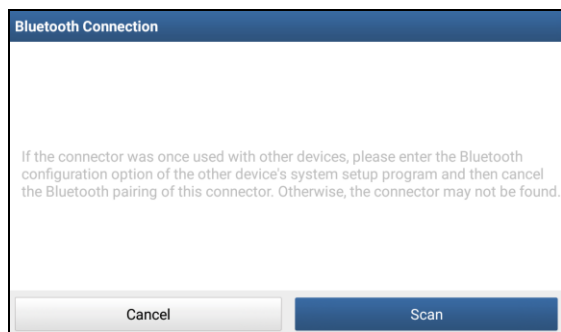 Bluetooth Connection
If the connector was once used with other devices, please enter the Bluetooth
configuration option of the other device's system setup program and then cancel
the Bluetooth pairing of this connector. Otherwise, the connector may not be found.
Cancel
Scan